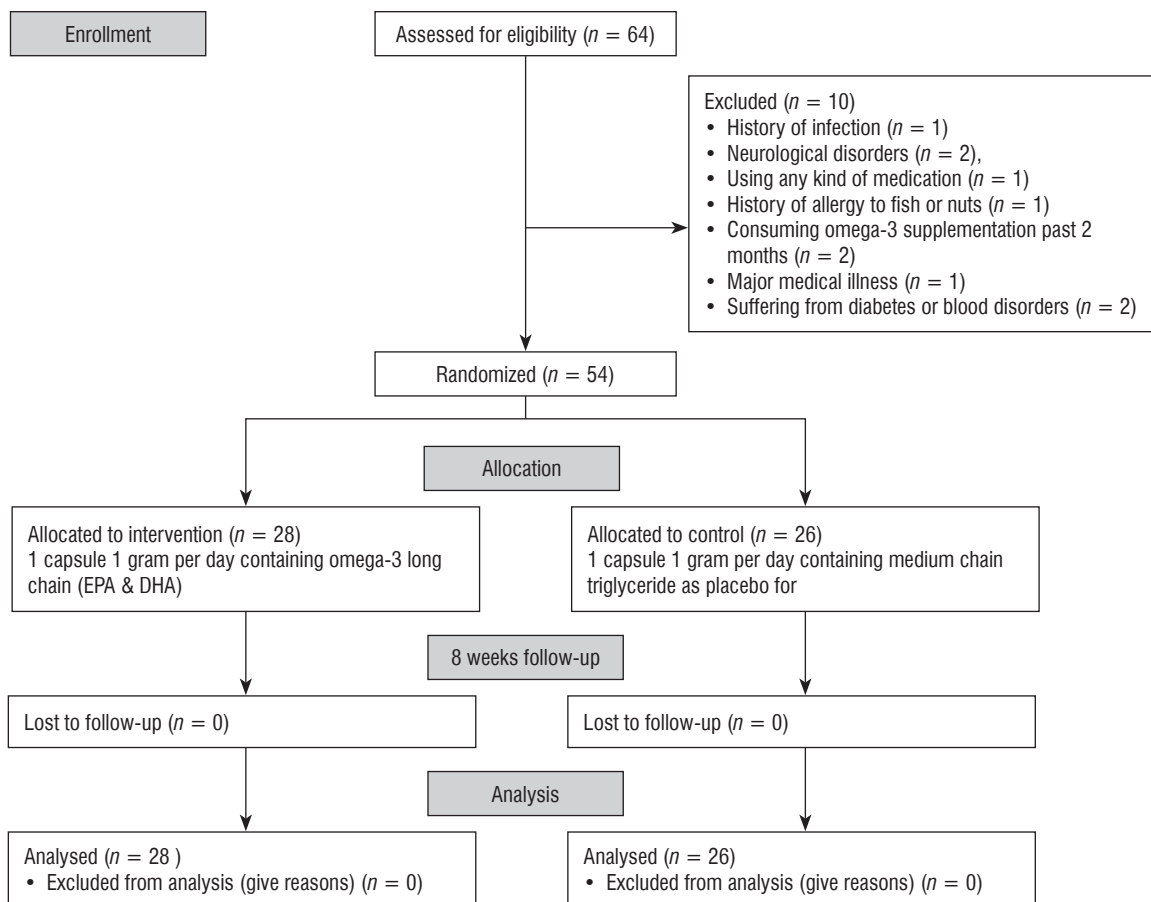 Enrollment
Assessed for eligibility (n = 64)
Excluded (n = 10)
• History of infection (n = 1)
• Neurological disorders (n = 2),
• Using any kind of medication (n = 1)
• History of allergy to fish or nuts (n = 1)
• Consuming omega-3 supplementation past 2
months (n = 2)
• Major medical illness (n = 1)
• Suffering from diabetes or blood disorders (n = 2)
Randomized (n = 54)
Allocation
Allocated to intervention (n = 28)
1 capsule 1 gram per day containing omega-3 long
chain (EPA & DHA)
Allocated to control (n = 26)
1 capsule 1 gram per day containing medium chain
triglyceride as placebo for
8 weeks follow-up
Lost to follow-up (n = 0)
Lost to follow-up (n = 0)
Analysis
Analysed (n = 28 )
• Excluded from analysis (give reasons) (n = 0)
Analysed (n = 26)
• Excluded from analysis (give reasons) (n = 0)